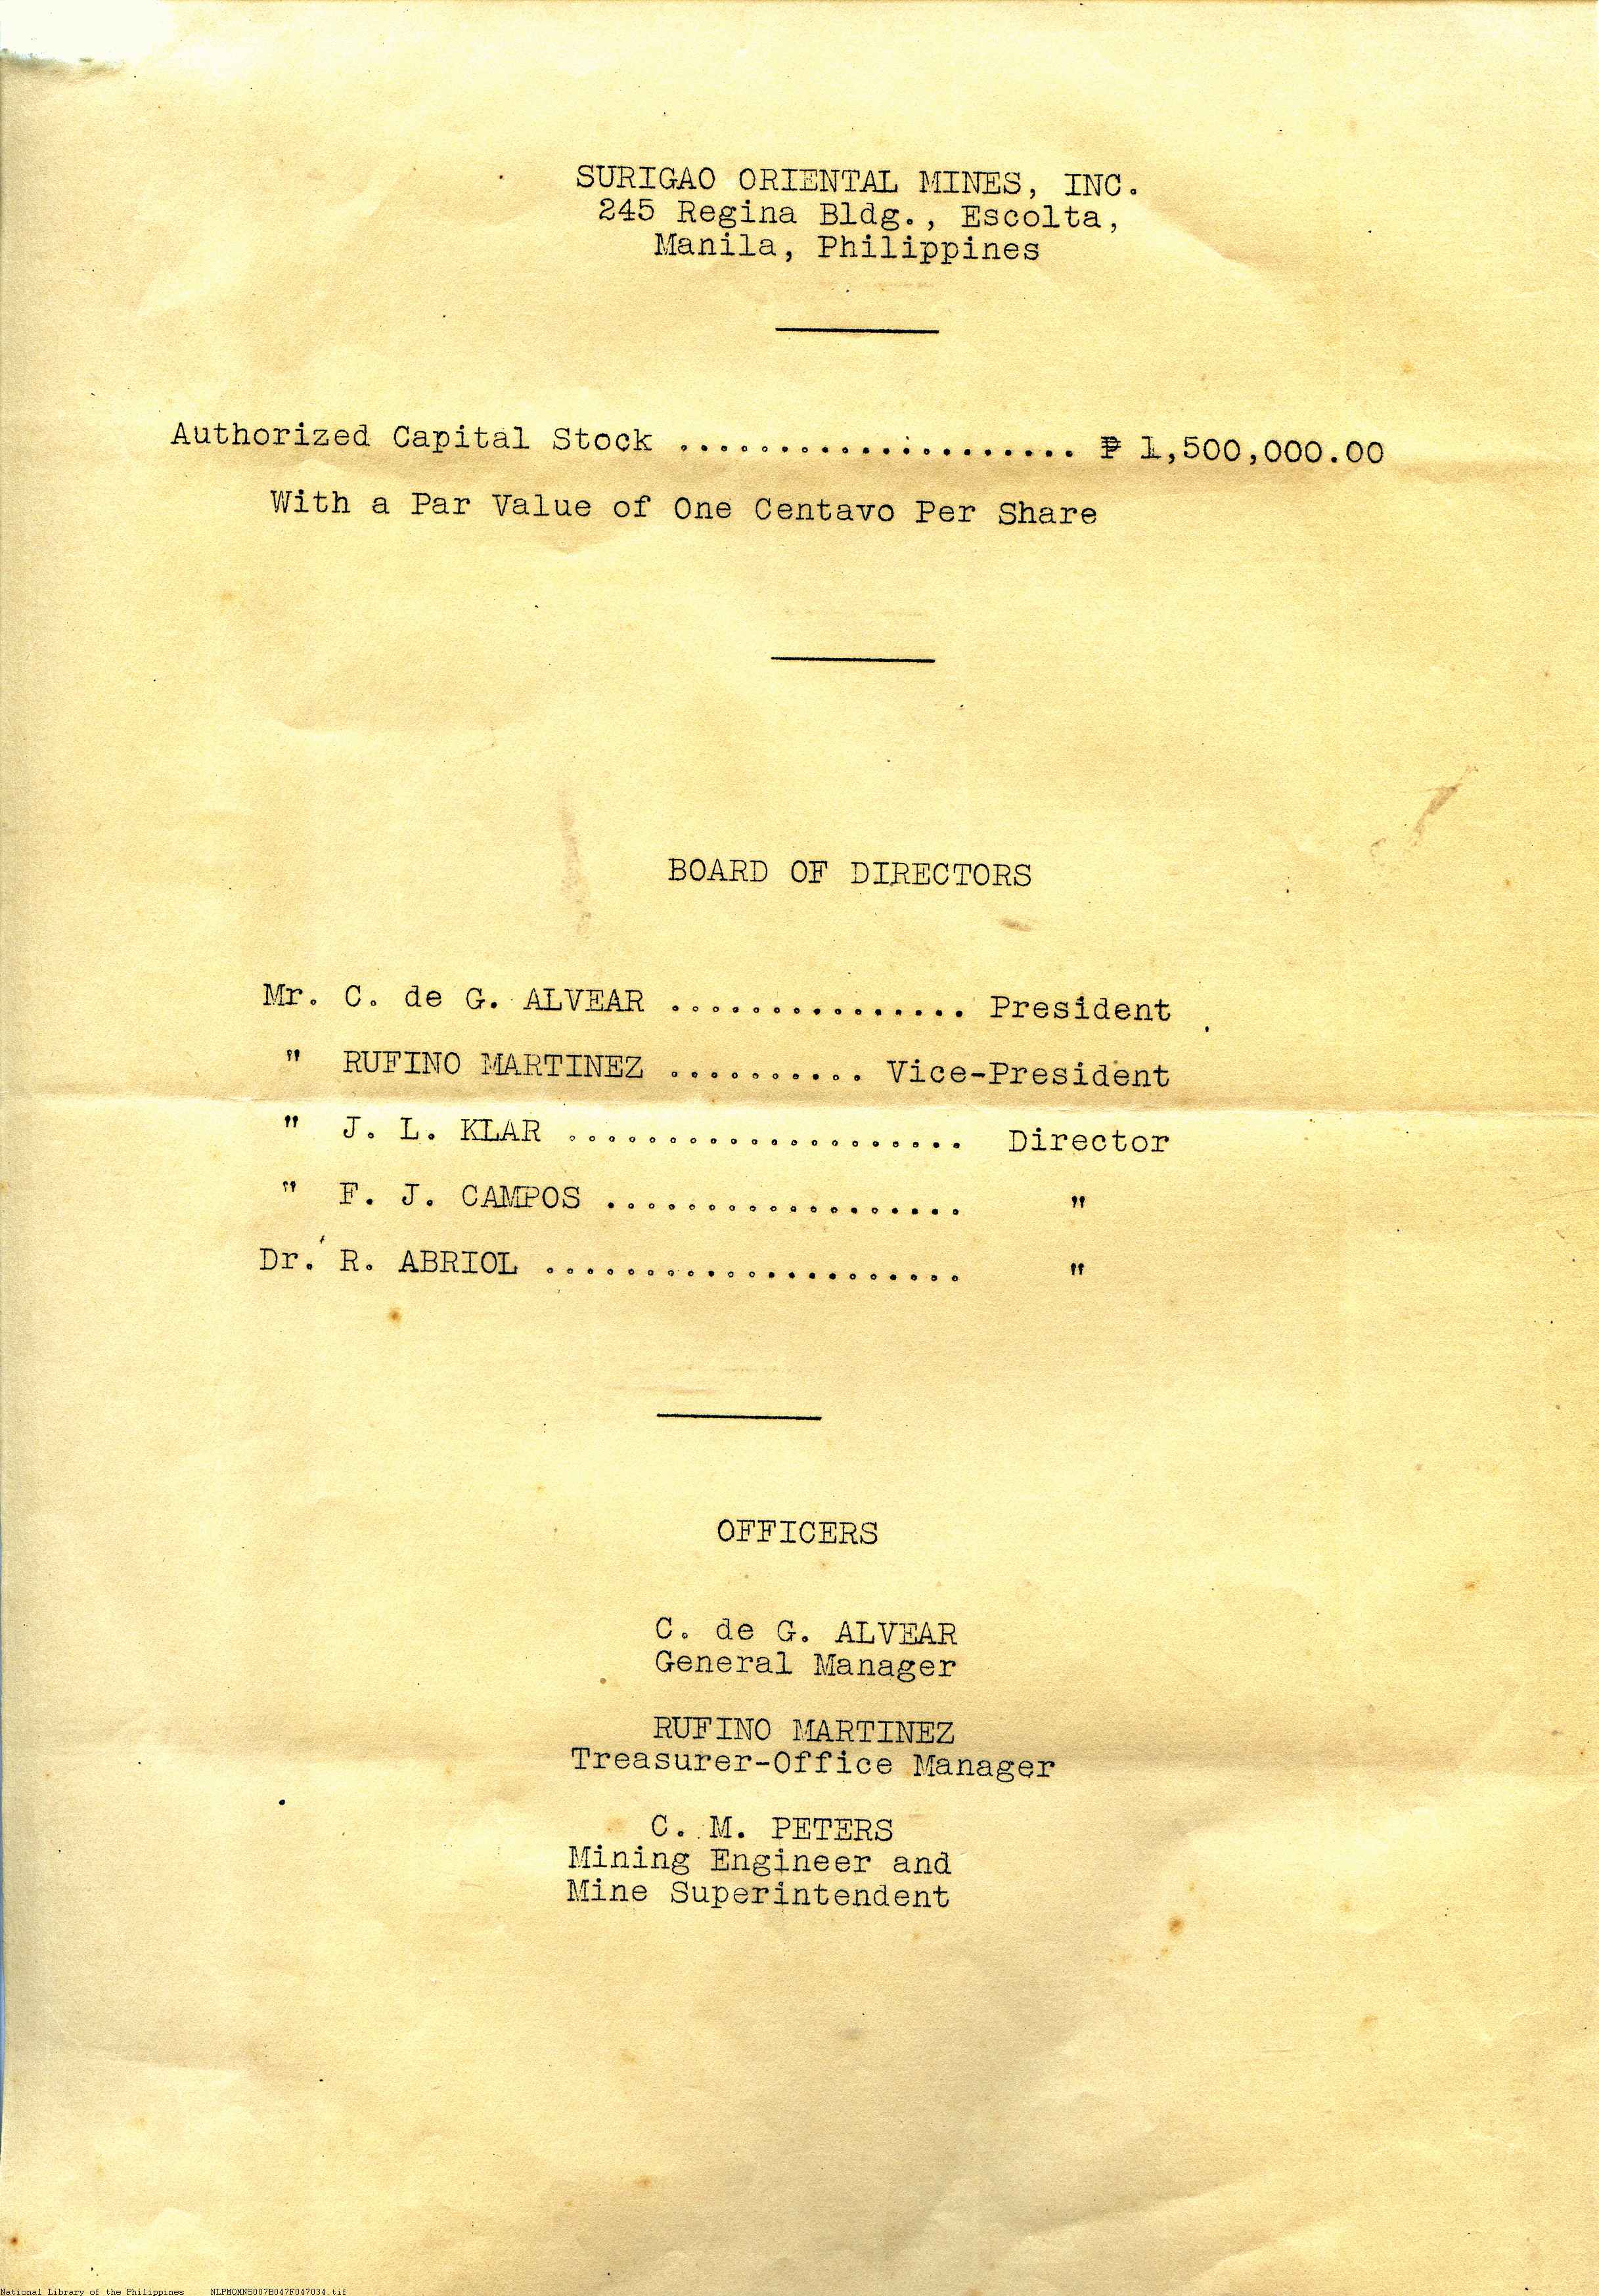 SURIGAO ORIENTAL MINES, INC.
245 Regina Bldg., Escolta,
Manila, Philippines
Authorized Capital Stock .................... ₱ 1,500,000.00
With a Par Value of One Centavo Per Share
BOARD OF DIRECTORS
Mr. C. de G. ALVEAR ............... President
" RUFINO MARTINEZ .......... Vice-President
" J. L. KLAR .................... Director
" F. J. CAMPOS .................. "
Dr. R. ABRIOL ..................... "
OFFICERS
C. de G. ALVEAR
General Manager
RUFINO MARTINEZ
Treasurer-Office Manager
C. M. PETERS
Mining Engineer and
Mine Superintendent
National Library of the Philippines NLPMQMNS007B047F047034.tif